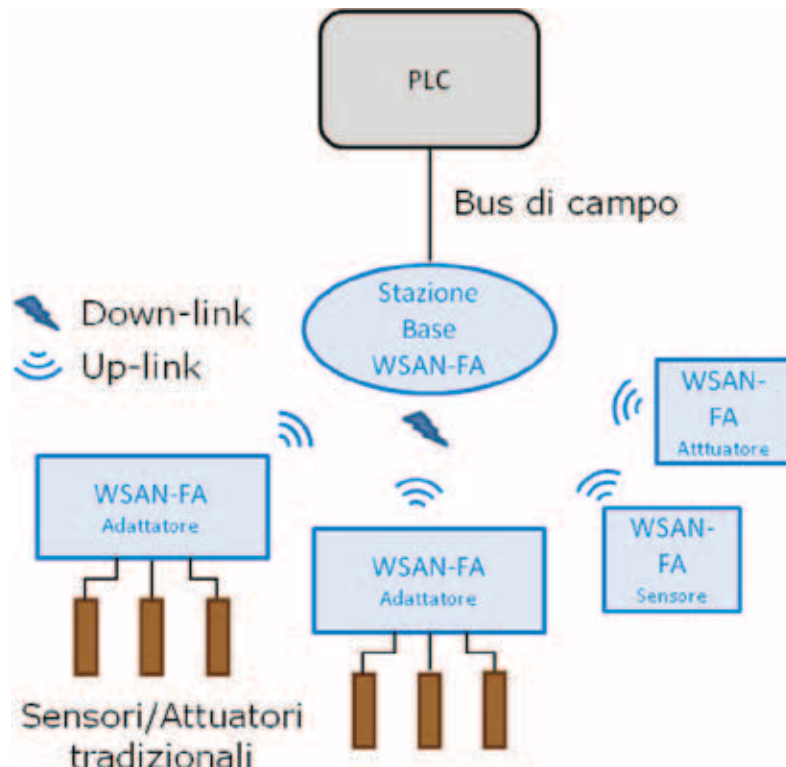 PLC
Bus di campo
Stazione
Base
WSAN-FA
Down-link
Up-link
WSAN-
FA
Atttuatore
WSAN-FA
Adattatore
WSAN-FA
Adattatore
WSAN-
FA
Sensore
Sensori/Attuatori
tradizionali